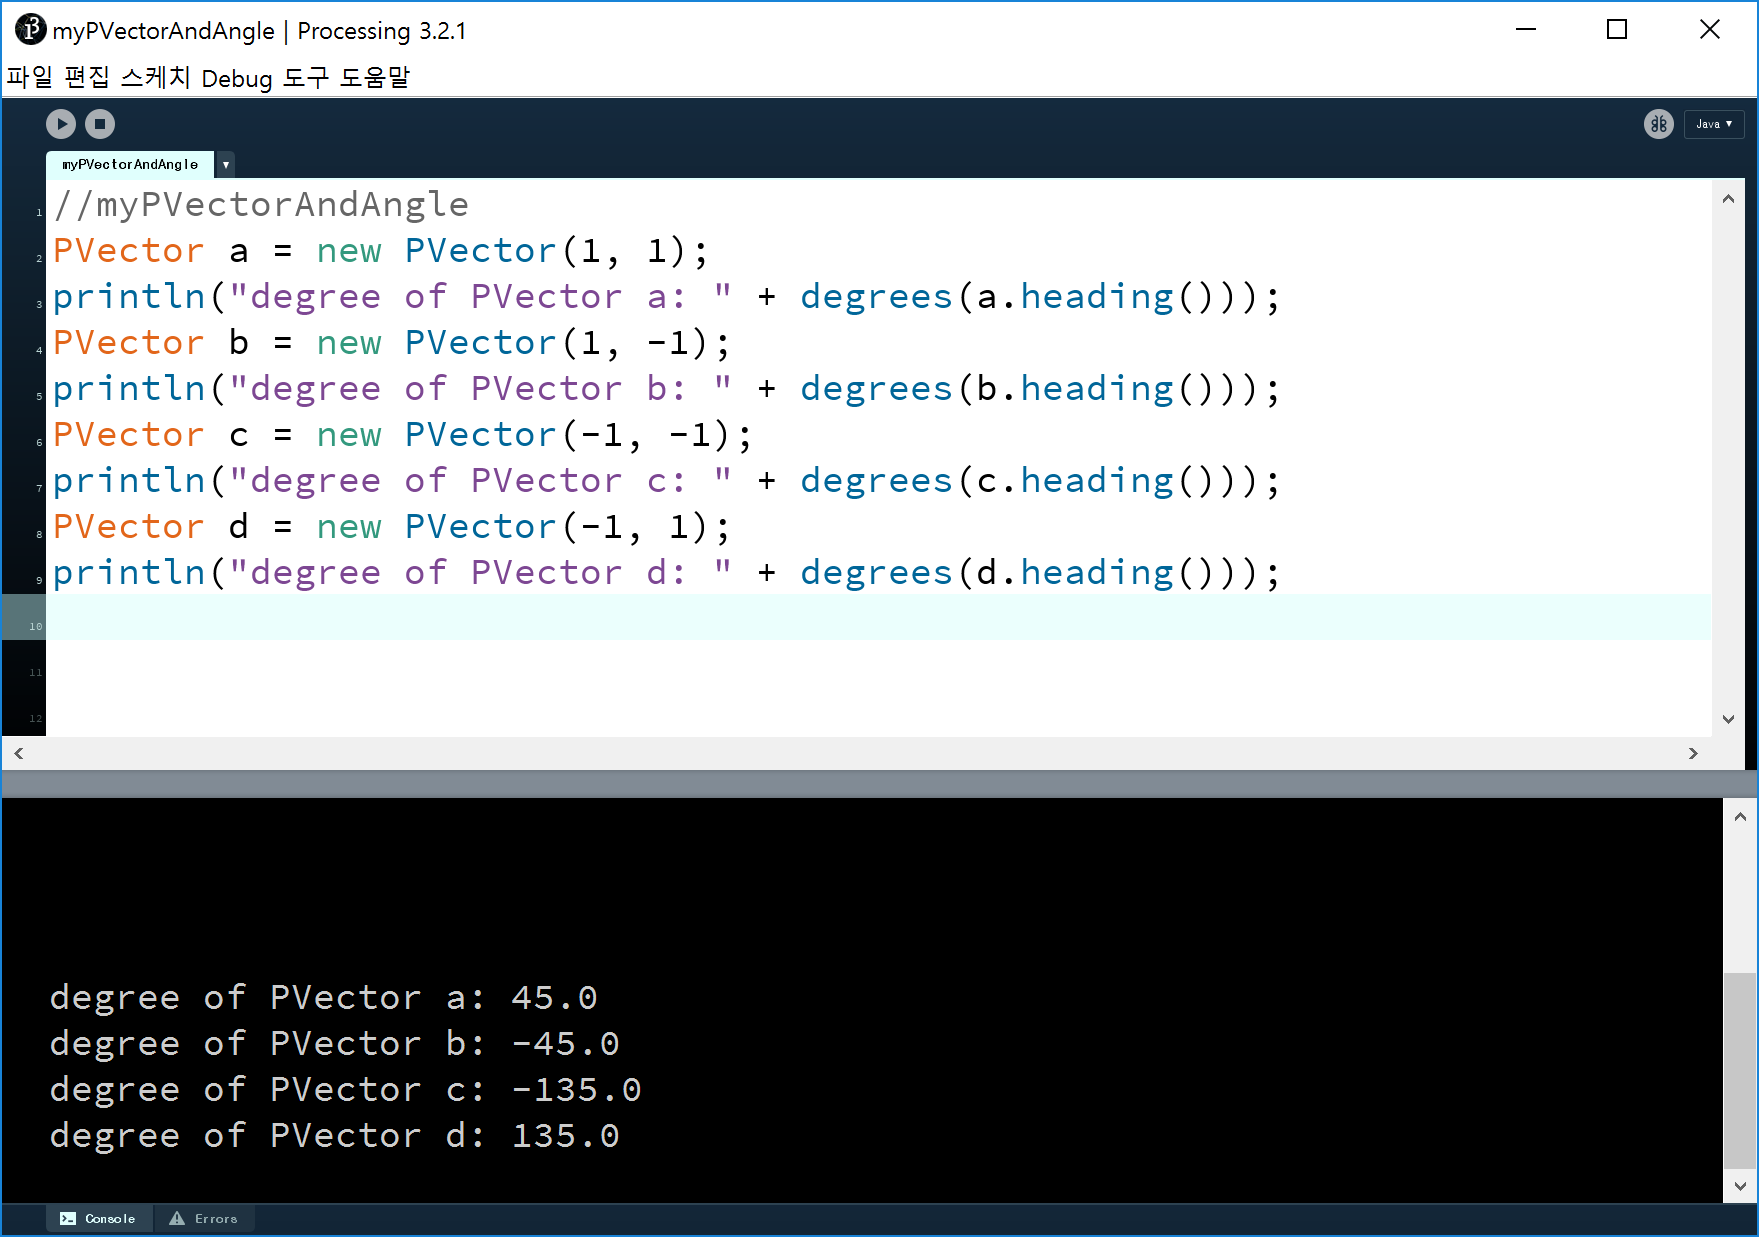 myPVectorAndAngle | Processing 3.2.1
파일 편집 스케치 Debug 도구 도움말
Java ▼
myPVectorAndAngle ▼
1 //myPVectorAndAngle
2 PVector a = new PVector(1, 1);
3 println("degree of PVector a: " + degrees(a.heading()));
4 PVector b = new PVector(1, -1);
5 println("degree of PVector b: " + degrees(b.heading()));
6 PVector c = new PVector(-1, -1);
7 println("degree of PVector c: " + degrees(c.heading()));
8 PVector d = new PVector(-1, 1);
9 println("degree of PVector d: " + degrees(d.heading()));
10
11
12
degree of PVector a: 45.0
degree of PVector b: -45.0
degree of PVector c: -135.0
degree of PVector d: 135.0
Console Errors